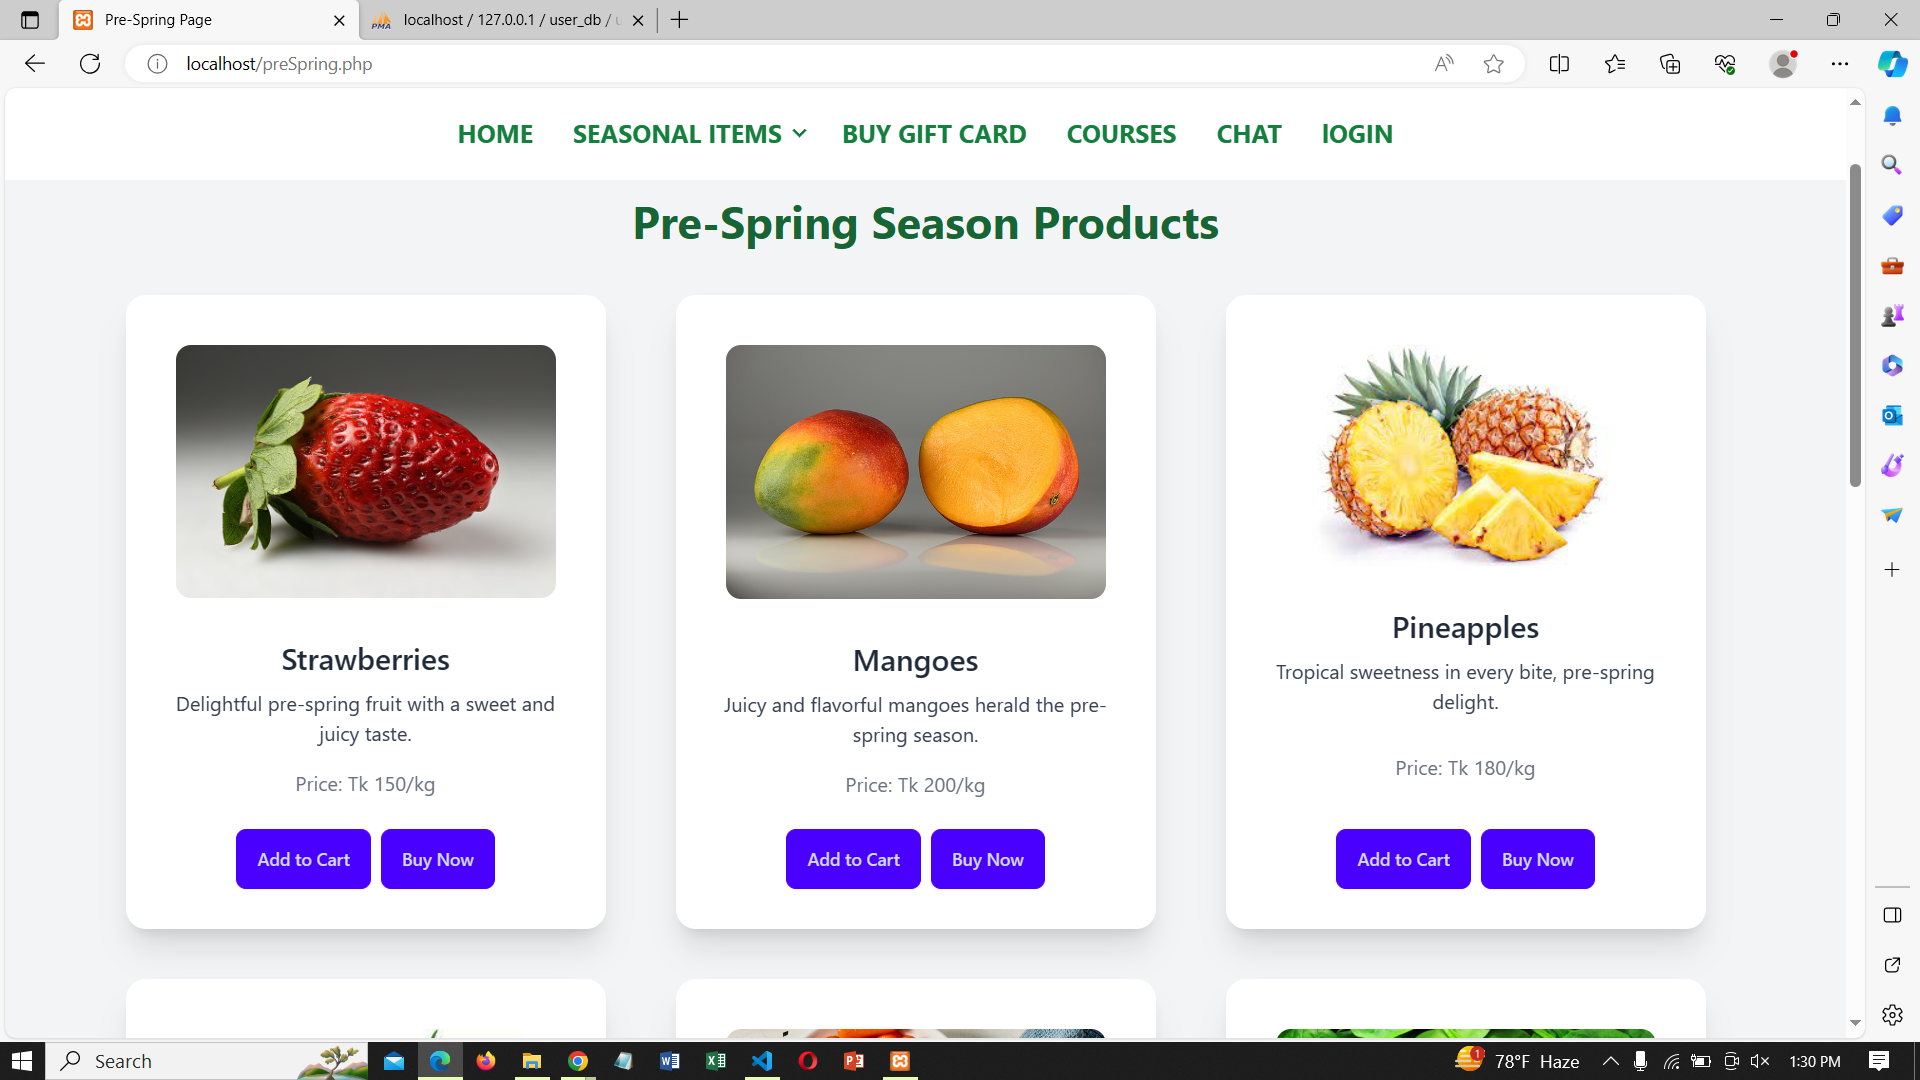 Pre-Spring Page
localhost / 127.0.0.1 / user_db / u
localhost/preSpring.php
HOME SEASONAL ITEMS BUY GIFT CARD COURSES CHAT lOGIN
Pre-Spring Season Products
Strawberries
Delightful pre-spring fruit with a sweet and
juicy taste.
Price: Tk 150/kg
Add to Cart Buy Now
Mangoes
Juicy and flavorful mangoes herald the pre-
spring season.
Price: Tk 200/kg
Add to Cart Buy Now
Pineapples
Tropical sweetness in every bite, pre-spring
delight.
Price: Tk 180/kg
Add to Cart Buy Now
Search
1
78°F Haze
1:30 PM